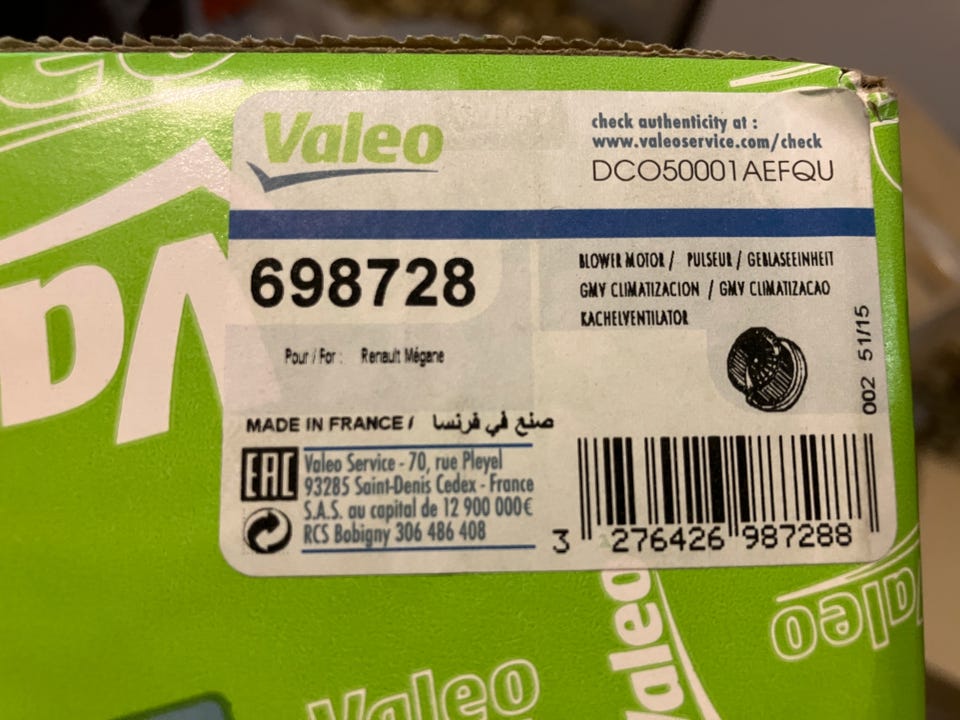 Valeo
check authenticity at :
www.valeoservice.com/check
DCO50001AEFQU
698728
BLOWER MOTOR / PULSEUR / GEBLASEEINHEIT
GMV CLIMATIZACION / GMV CLIMATIZACAO
KACHELVENTILATOR
002 51/15
Pour / For : Renault Mégane
MADE IN FRANCE / صنع في فرنسا
EAC
Valeo Service - 70, rue Pleyel
93285 Saint-Denis Cedex - France
S.A.S. au capital de 12 900 000€
RCS Bobigny 306 486 408
3 276426 987288
Va
Valeo
Valeo
Valeo